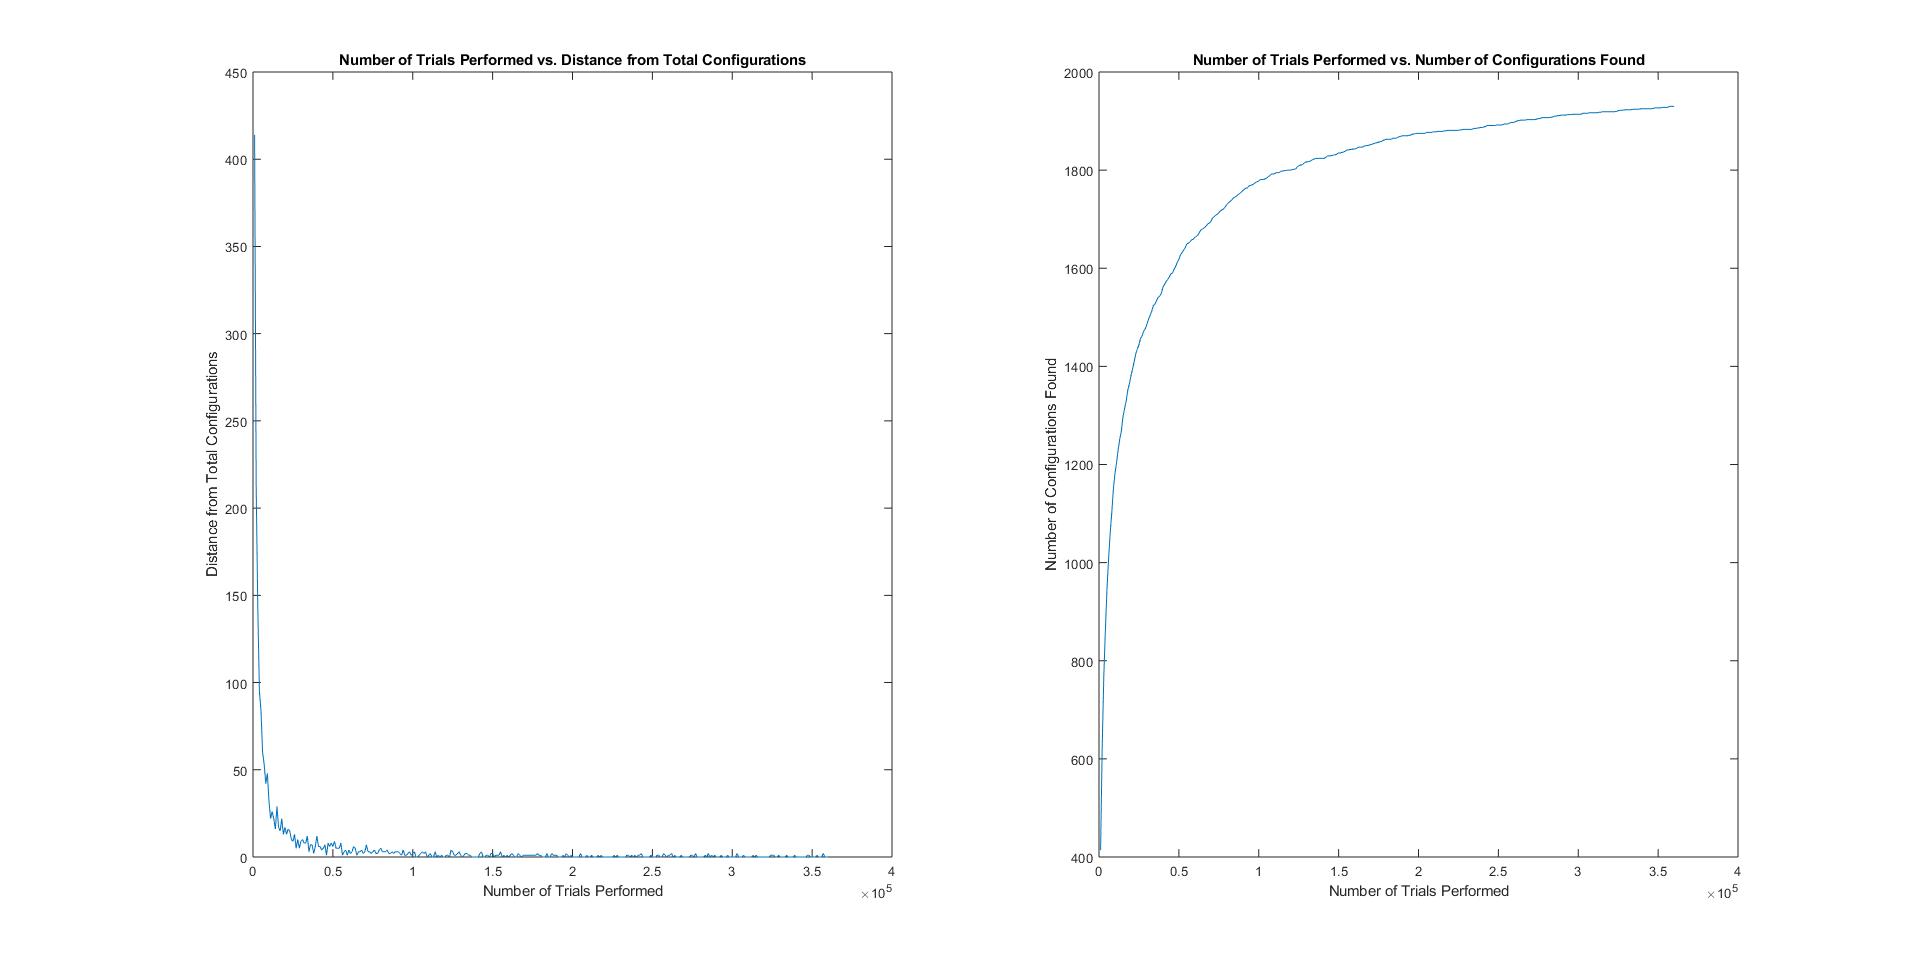 Number of Trials Performed vs. Distance from Total Configurations
450
400
350
300
250
200
150
100
50
0
Distance from Total Configurations
0 0.5 1 1.5 2 2.5 3 3.5 4
Number of Trials Performed
×10^5
Number of Trials Performed vs. Number of Configurations Found
2000
1800
1600
1400
1200
1000
800
600
400
Number of Configurations Found
0 0.5 1 1.5 2 2.5 3 3.5 4
Number of Trials Performed
×10^5